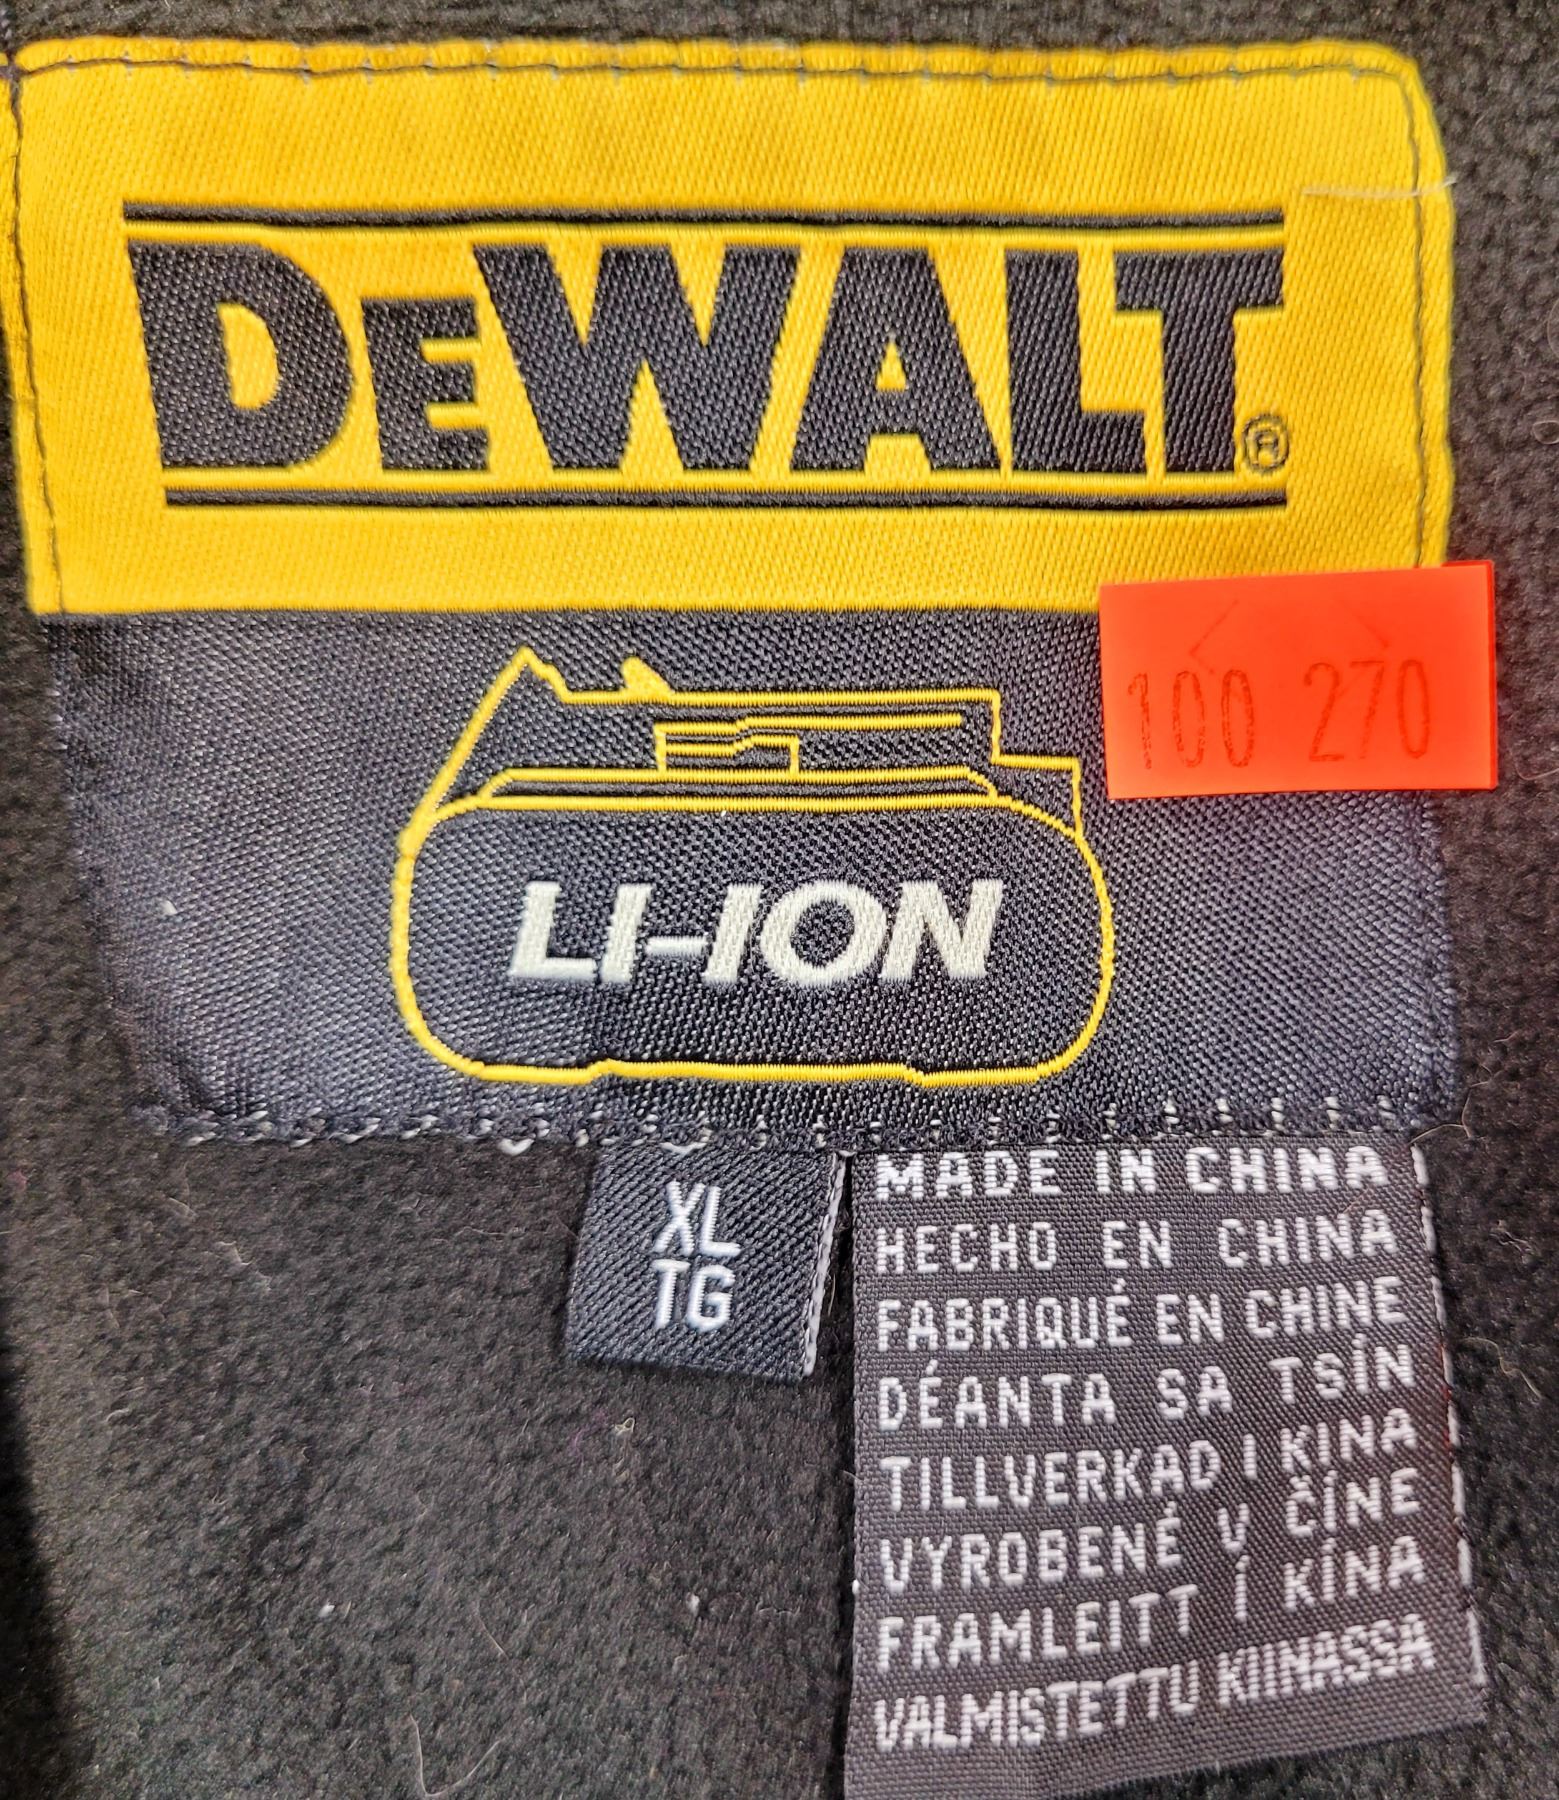 DEWALT®
100 270
LI-ION
XL
TG
MADE IN CHINA
HECHO EN CHINA
FABRIQUÉ EN CHINE
DÉANTA SA TSÍN
TILLVERKAD I KINA
VYROBENÉ V ČÍNE
FRAMLEITT Í KÍNA
VALMISTETTU KIINASSA